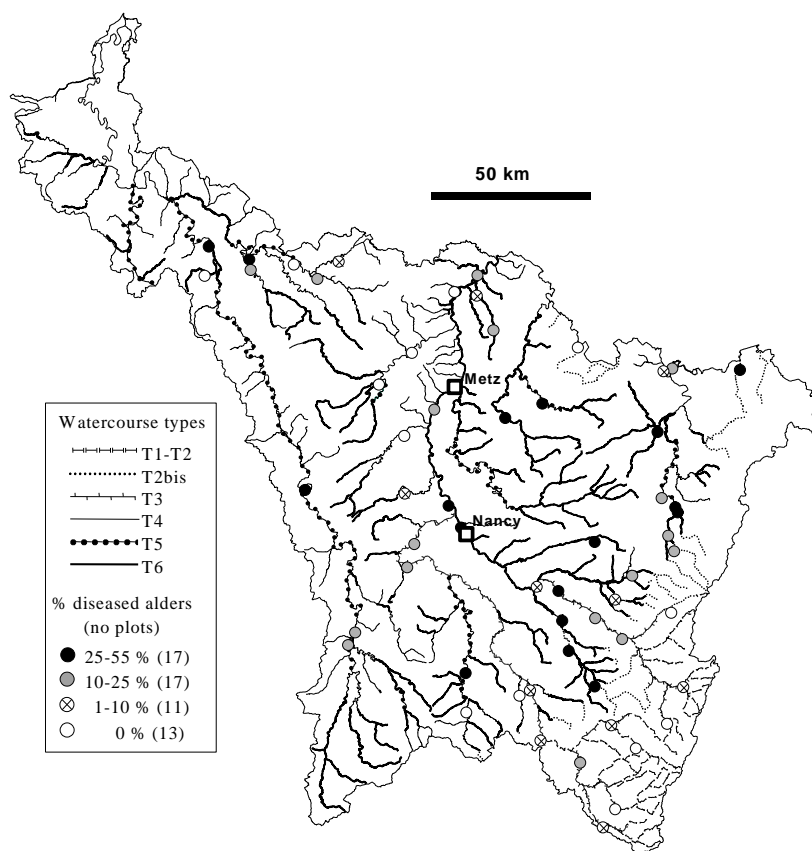 50 km
Metz
Nancy
Watercourse types
T1-T2
T2bis
T3
T4
T5
T6
% diseased alders
(no plots)
25-55 % (17)
10-25 % (17)
1-10 % (11)
0 % (13)